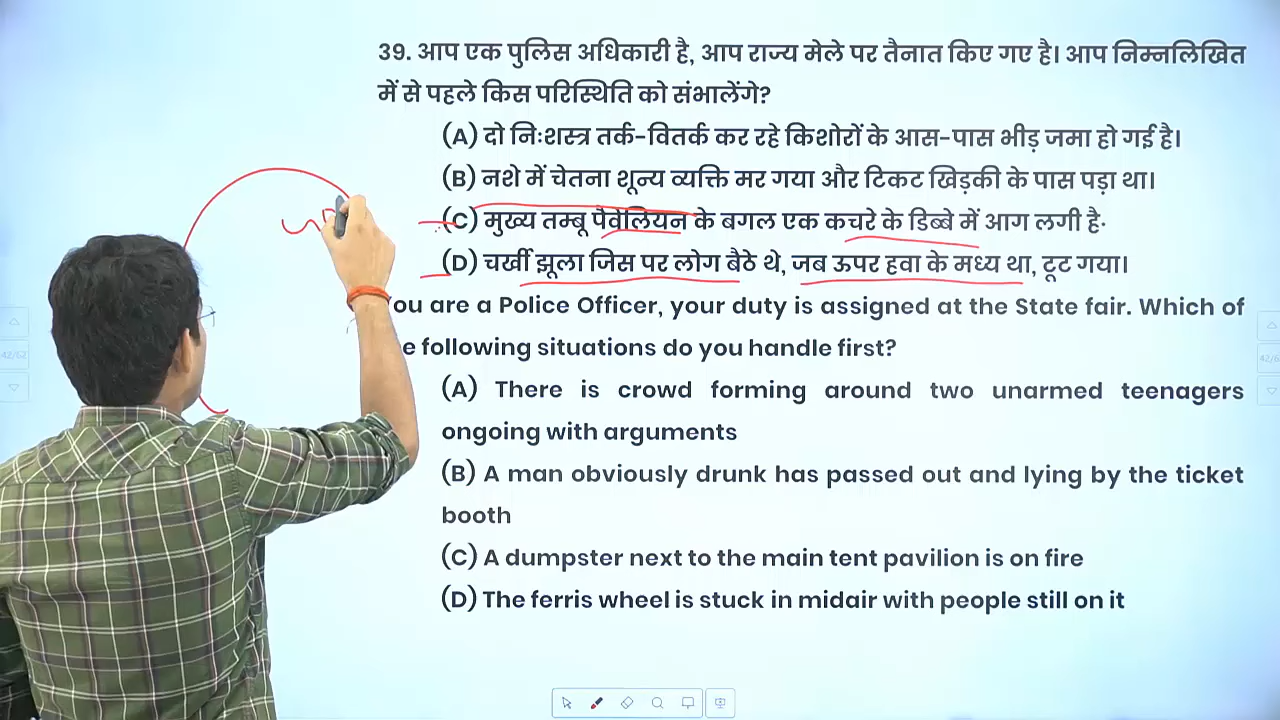 39. आप एक पुलिस अधिकारी है, आप राज्य मेले पर तैनात किए गए है। आप निम्नलिखित
में से पहले किस परिस्थिति को संभालेंगे?
(A) दो निःशस्त्र तर्क-वितर्क कर रहे किशोरों के आस-पास भीड़ जमा हो गई है।
(B) नशे में चेतना शून्य व्यक्ति मर गया और टिकट खिड़की के पास पड़ा था।
(C) मुख्य तम्बू पैवेलियन के बगल एक कचरे के डिब्बे में आग लगी है·
(D) चर्खी झूला जिस पर लोग बैठे थे, जब ऊपर हवा के मध्य था, टूट गया।
ou are a Police Officer, your duty is assigned at the State fair. Which of
e following situations do you handle first?
(A) There is crowd forming around two unarmed teenagers
ongoing with arguments
(B) A man obviously drunk has passed out and lying by the ticket
booth
(C) A dumpster next to the main tent pavilion is on fire
(D) The ferris wheel is stuck in midair with people still on it
42/62